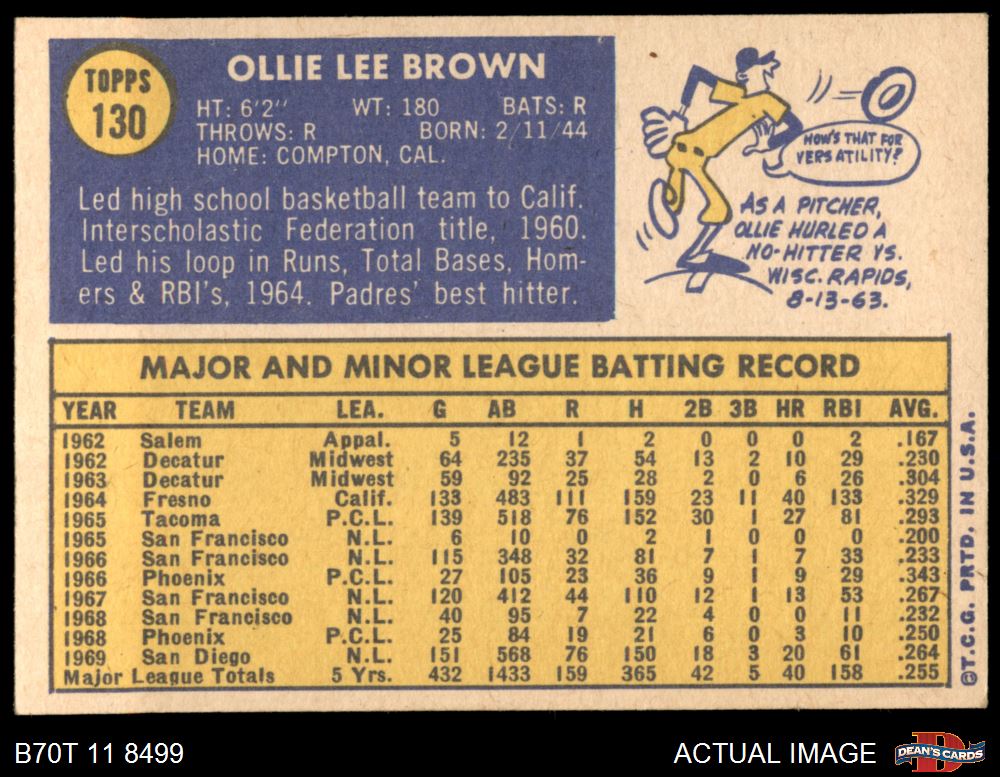 TOPPS
130
OLLIE LEE BROWN
HT: 6'2" WT: 180 BATS: R
THROWS: R BORN: 2/11/44
HOME: COMPTON, CAL.
Led high school basketball team to Calif.
Interscholastic Federation title, 1960.
Led his loop in Runs, Total Bases, Hom-
ers & RBI's, 1964. Padres' best hitter.
HOW'S THAT FOR
VERSATILITY?
AS A PITCHER,
OLLIE HURLED A
NO-HITTER VS.
WISC. RAPIDS,
8-13-63.
MAJOR AND MINOR LEAGUE BATTING RECORD
YEAR TEAM LEA. G AB R H 2B 3B HR RBI AVG.
1962 Salem Appal. 5 12 1 2 0 0 0 2 .167
1962 Decatur Midwest 64 235 37 54 13 2 10 29 .230
1963 Decatur Midwest 59 92 25 28 2 0 6 26 .304
1964 Fresno Calif. 133 483 111 159 23 11 40 133 .329
1965 Tacoma P.C.L. 139 518 76 152 30 1 27 81 .293
1965 San Francisco N.L. 6 10 0 2 1 0 0 0 .200
1966 San Francisco N.L. 115 348 32 81 7 1 7 33 .233
1966 Phoenix P.C.L. 27 105 23 36 9 1 9 29 .343
1967 San Francisco N.L. 120 412 44 110 12 1 13 53 .267
1968 San Francisco N.L. 40 95 7 22 4 0 0 11 .232
1968 Phoenix P.C.L. 25 84 19 21 6 0 3 10 .250
1969 San Diego N.L. 151 568 76 150 18 3 20 61 .264
Major League Totals 5 Yrs. 432 1433 159 365 42 5 40 158 .255
©T.C.G. PRTD. IN U.S.A.
B70T 11 8499
ACTUAL IMAGE
D
DEAN'S CARDS